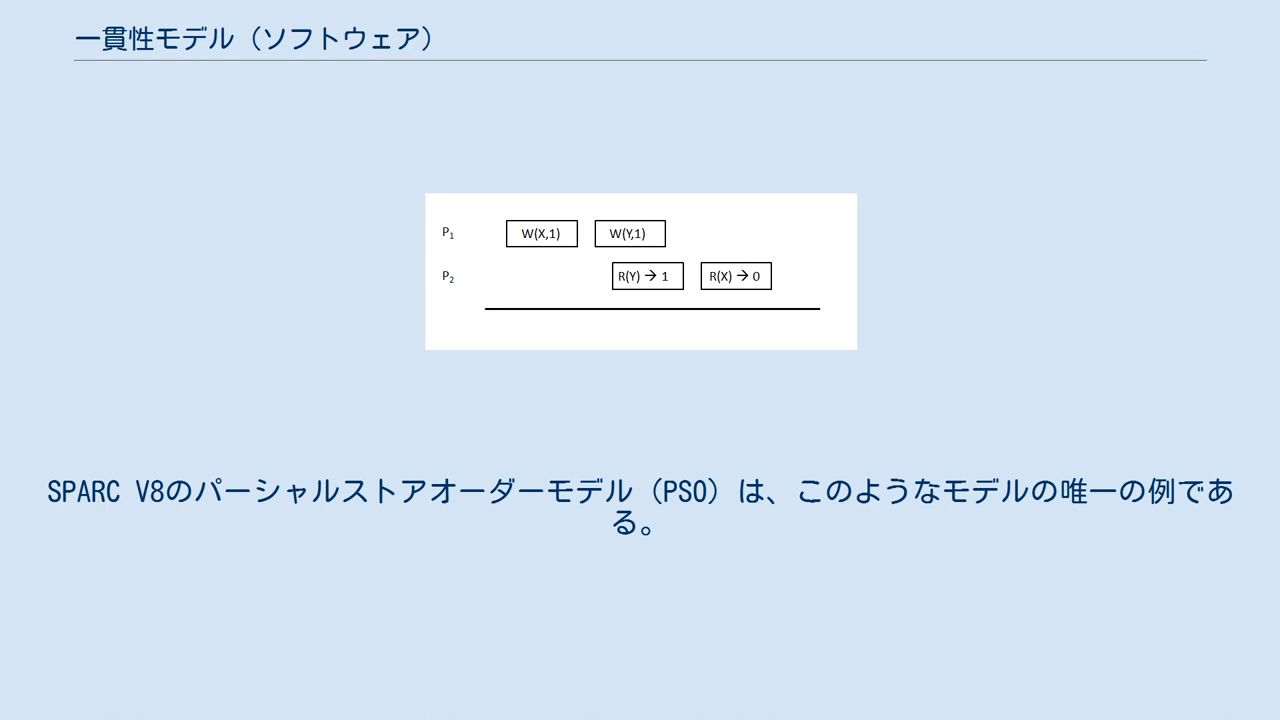 一貫性モデル（ソフトウェア）
P1 W(X,1) W(Y,1)
P2 R(Y) → 1 R(X) → 0
SPARC V8のパーシャルストアオーダーモデル（PSO）は、このようなモデルの唯一の例であ
る。